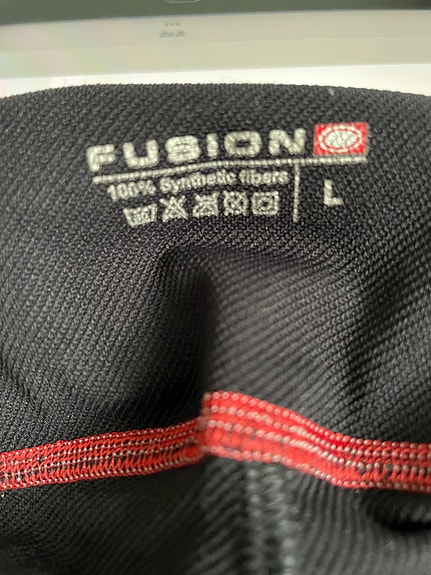 FUSION
100% Synthetic fibers
L